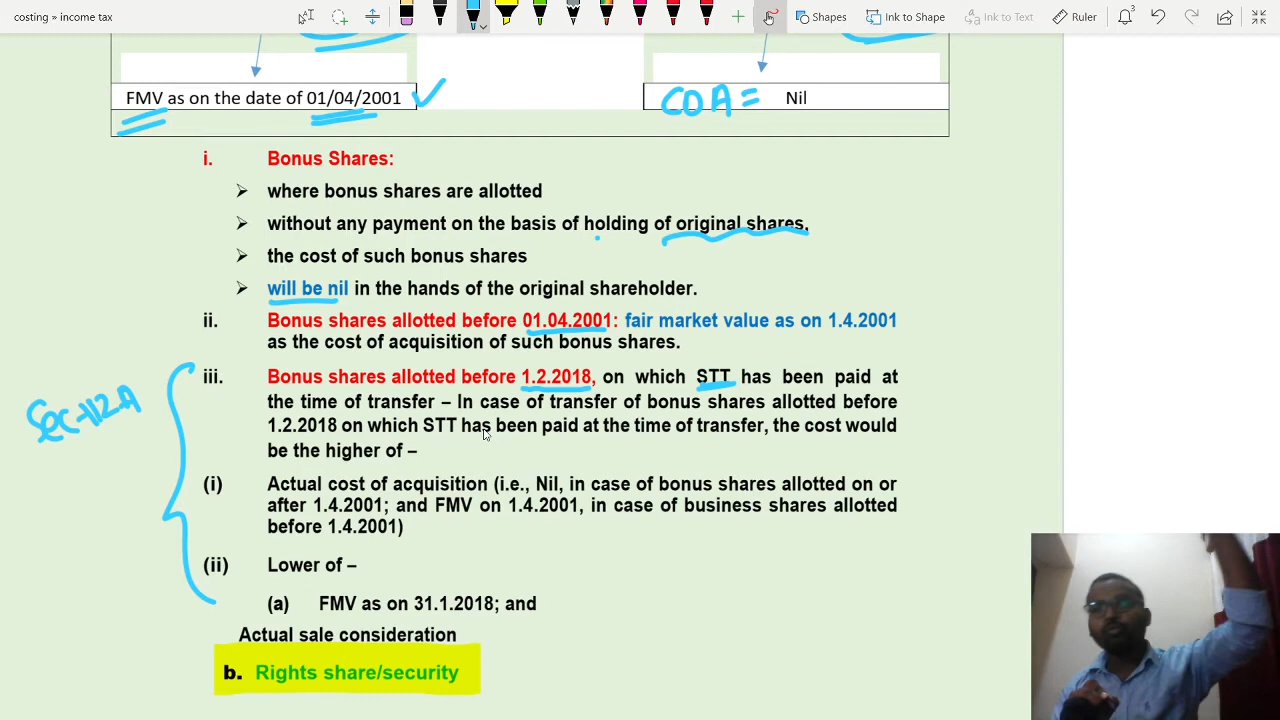 costing » income tax
Shapes
Ink to Shape
Ink to Text
Ruler
FMV as on the date of 01/04/2001
COA = Nil
i. Bonus Shares:
where bonus shares are allotted
without any payment on the basis of holding of original shares,
the cost of such bonus shares
will be nil in the hands of the original shareholder.
ii. Bonus shares allotted before 01.04.2001: fair market value as on 1.4.2001
as the cost of acquisition of such bonus shares.
iii. Bonus shares allotted before 1.2.2018, on which STT has been paid at
the time of transfer – In case of transfer of bonus shares allotted before
1.2.2018 on which STT has been paid at the time of transfer, the cost would
be the higher of –
Sec-112A
(i) Actual cost of acquisition (i.e., Nil, in case of bonus shares allotted on or
after 1.4.2001; and FMV on 1.4.2001, in case of business shares allotted
before 1.4.2001)
(ii) Lower of –
(a) FMV as on 31.1.2018; and
Actual sale consideration
b. Rights share/security